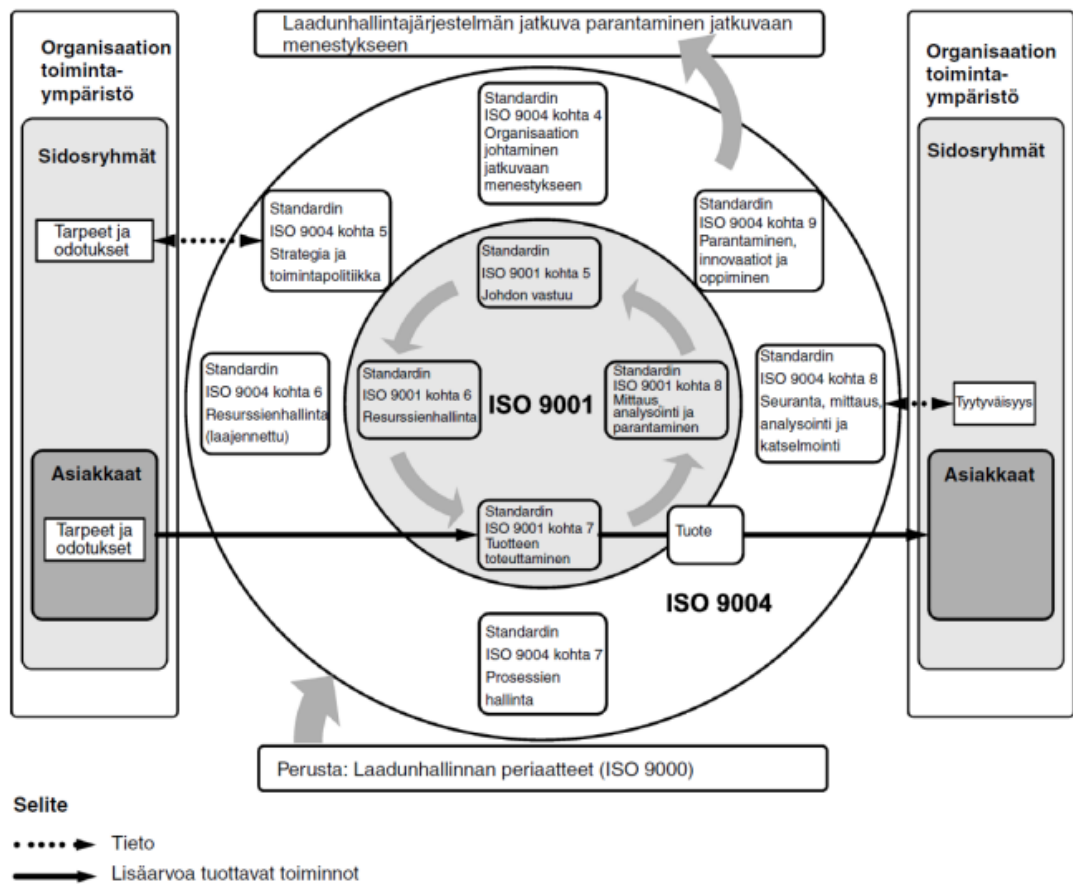 Laadunhallintajärjestelmän jatkuva parantaminen jatkuvaan
menestykseen
Organisaation
toiminta-
ympäristö
Sidosryhmät
Tarpeet ja
odotukset
Asiakkaat
Tarpeet ja
odotukset
Standardin
ISO 9004 kohta 4
Organisaation
johtaminen
jatkuvaan
menestykseen
Standardin
ISO 9004 kohta 5
Strategia ja
toimintapolitiikka
Standardin
ISO 9004 kohta 9
Parantaminen,
innovaatiot ja
oppiminen
Standardin
ISO 9001 kohta 5
Johdon vastuu
Standardin
ISO 9004 kohta 6
Resurssienhallinta
(laajennettu)
Standardin
ISO 9001 kohta 6
Resurssienhallinta
ISO 9001
Standardin
ISO 9001 kohta 8
Mittaus,
analysointi ja
parantaminen
Standardin
ISO 9004 kohta 8
Seuranta, mittaus,
analysointi ja
katselmointi
Standardin
ISO 9001 kohta 7
Tuotteen
toteuttaminen
Tuote
ISO 9004
Standardin
ISO 9004 kohta 7
Prosessien
hallinta
Organisaation
toiminta-
ympäristö
Sidosryhmät
Tyytyväisyys
Asiakkaat
Perusta: Laadunhallinnan periaatteet (ISO 9000)
Selite
Tieto
Lisäarvoa tuottavat toiminnot